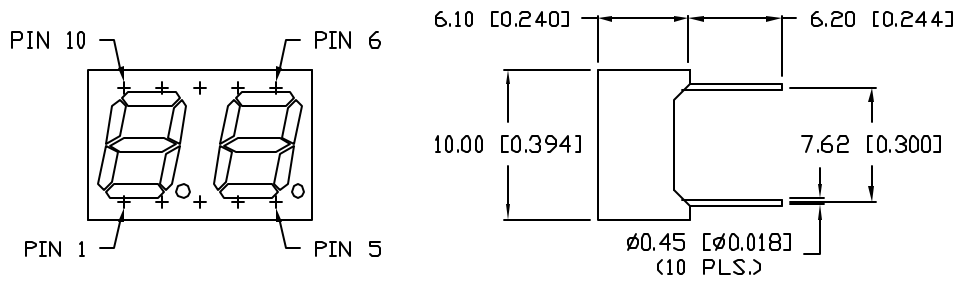 6.10 [0.240]
6.20 [0.244]
PIN 10
PIN 6
10.00 [0.394]
7.62 [0.300]
PIN 1
PIN 5
ø0.45 [ø0.018]
(10 PLS.)